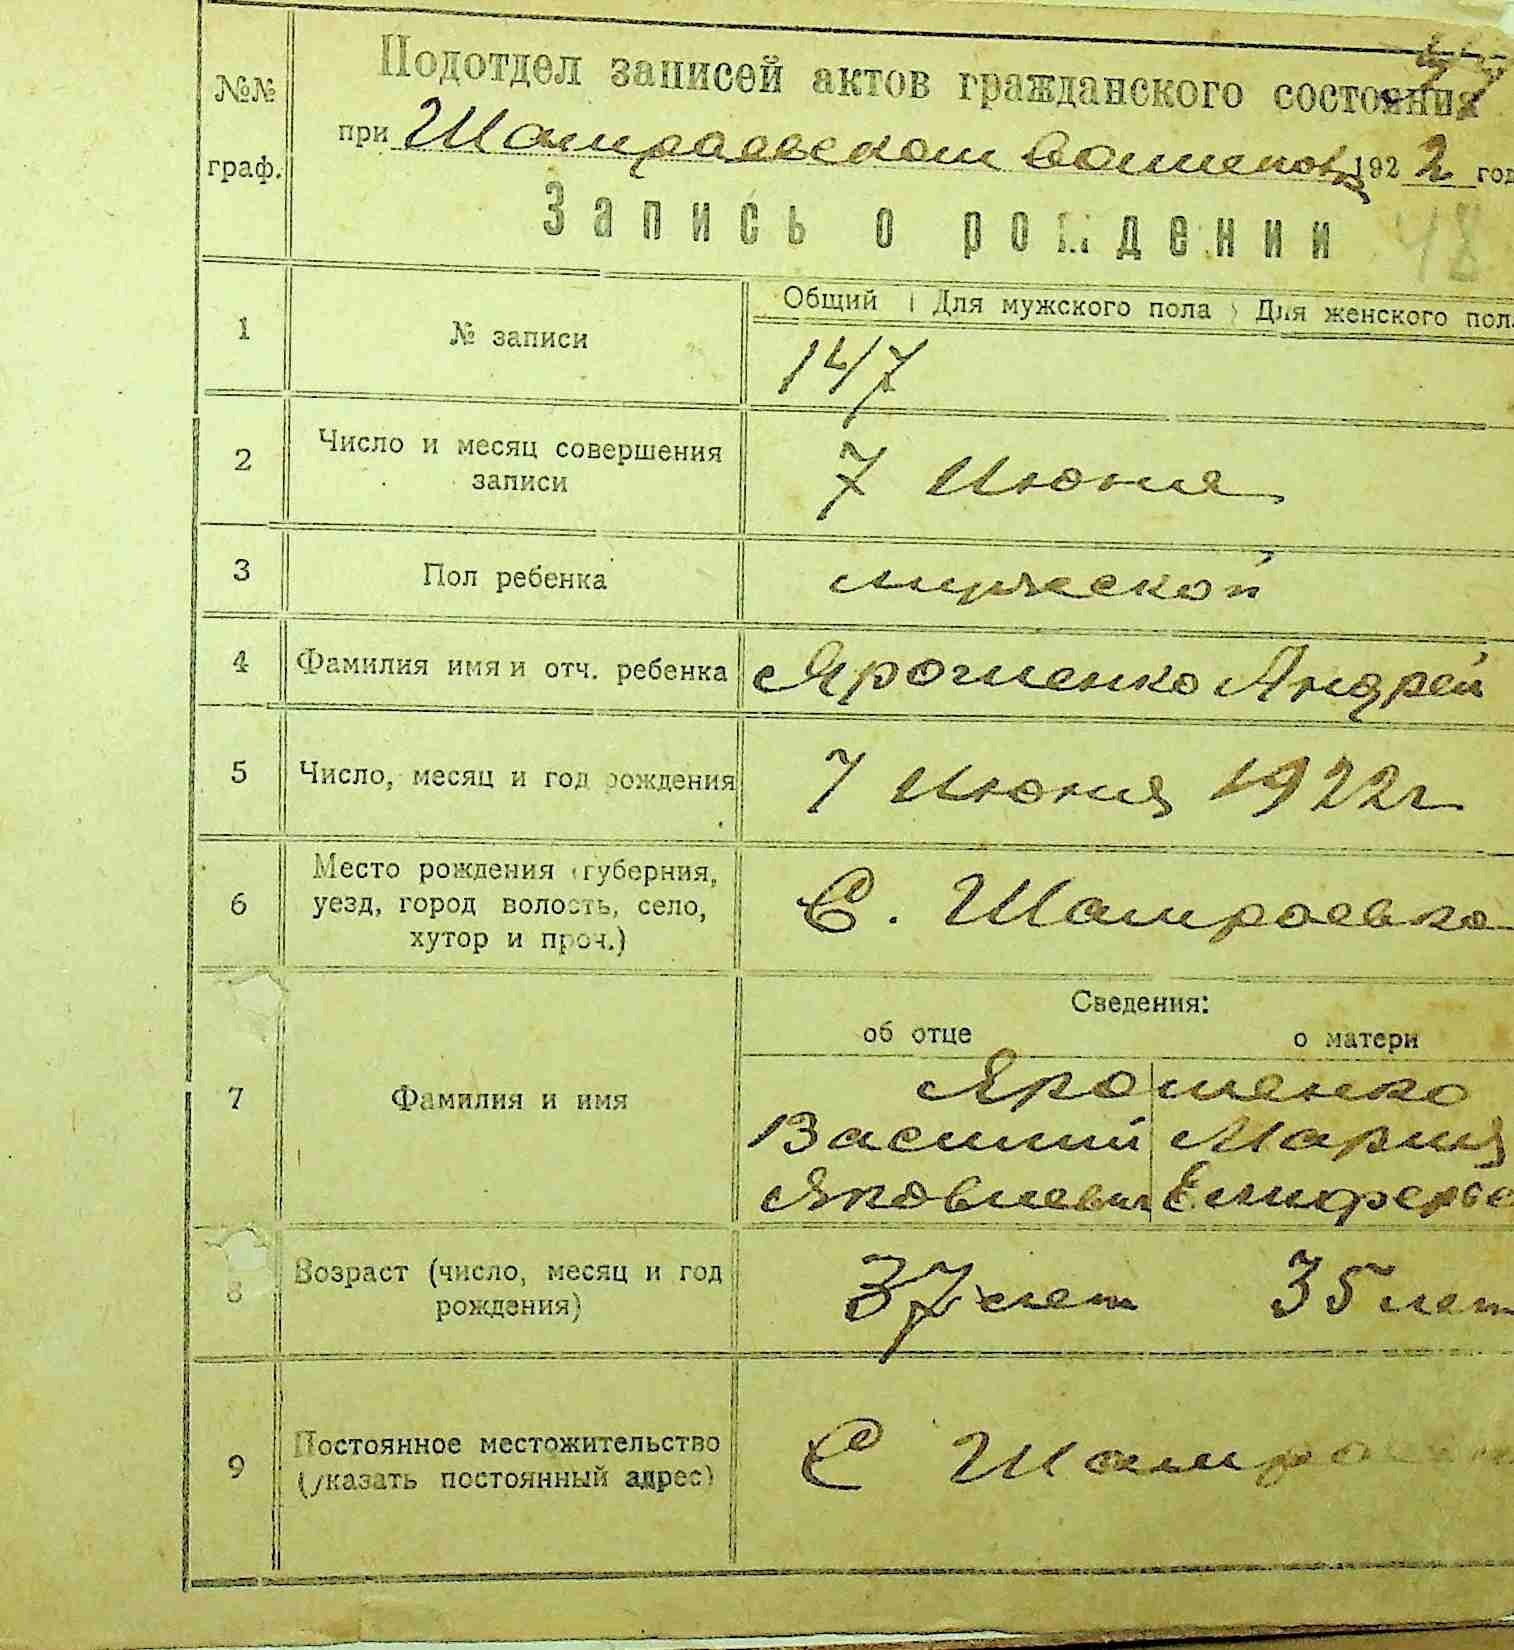 №№
граф.
Подотдел записей актов гражданского состояния
при Шамраевском волисполк 1922 год
Запись о рождении
48
Общий Для мужского пола Для женского пол.
1 № записи 147
2 Число и месяц совершения записи 7 Июня
3 Пол ребенка мужеской
4 Фамилия имя и отч. ребенка Ярошенко Андрей
5 Число, месяц и год рождения 7 Июня 1922г
6 Место рождения (губерния,
уезд, город волость, село,
хутор и проч.) С. Шамраевка
Сведения:
об отце о матери
7 Фамилия и имя Ярошенко
Василий Мария
Яковлевич
8 Возраст (число, месяц и год
рождения) 37 лет 35 лет
9 Постоянное местожительство
(указать постоянный адрес) С Шамраевка